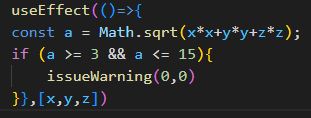 useEffect(()=>{
const a = Math.sqrt(x*x+y*y+z*z);
if (a >= 3 && a <= 15){
    issueWarning(0,0)
}},[x,y,z])